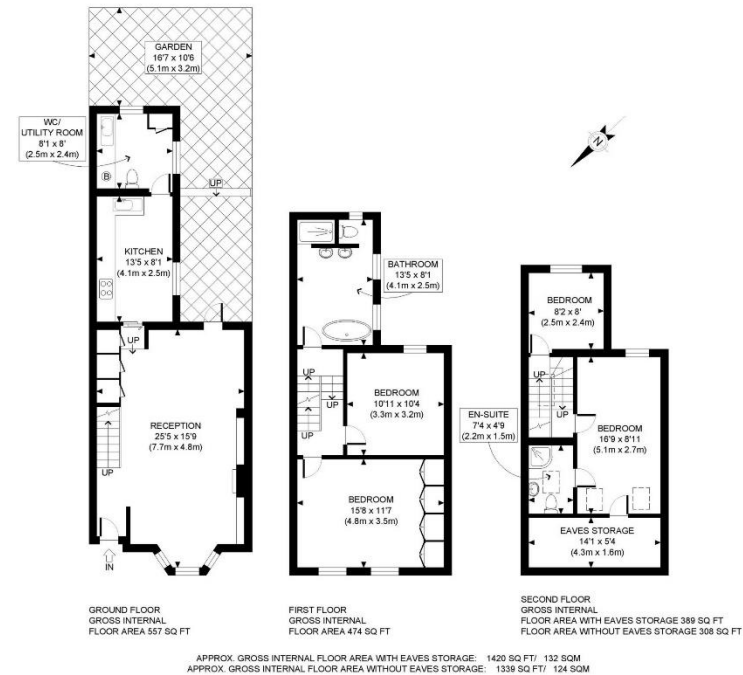 GARDEN
16'7 x 10'6
(5.1m x 3.2m)
WC/
UTILITY ROOM
8'1 x 8'
(2.5m x 2.4m)
B
UP
KITCHEN
13'5 x 8'1
(4.1m x 2.5m)
UP
RECEPTION
25'5 x 15'9
(7.7m x 4.8m)
UP
IN
GROUND FLOOR
GROSS INTERNAL
FLOOR AREA 557 SQ FT
N
BATHROOM
13'5 x 8'1
(4.1m x 2.5m)
UP
UP
UP
BEDROOM
10'11 x 10'4
(3.3m x 3.2m)
BEDROOM
15'8 x 11'7
(4.8m x 3.5m)
FIRST FLOOR
GROSS INTERNAL
FLOOR AREA 474 SQ FT
BEDROOM
8'2 x 8'
(2.5m x 2.4m)
UP
UP
EN-SUITE
7'4 x 4'9
(2.2m x 1.5m)
BEDROOM
16'9 x 8'11
(5.1m x 2.7m)
EAVES STORAGE
14'1 x 5'4
(4.3m x 1.6m)
SECOND FLOOR
GROSS INTERNAL
FLOOR AREA WITH EAVES STORAGE 389 SQ FT
FLOOR AREA WITHOUT EAVES STORAGE 308 SQ FT
APPROX. GROSS INTERNAL FLOOR AREA WITH EAVES STORAGE: 1420 SQ FT/ 132 SQM
APPROX. GROSS INTERNAL FLOOR AREA WITHOUT EAVES STORAGE: 1339 SQ FT/ 124 SQM